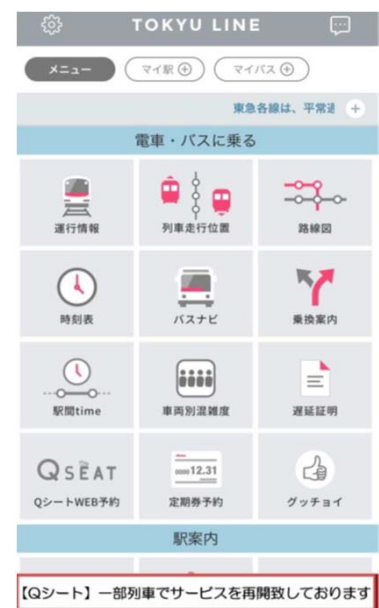 TOKYU LINE
メニュー マイ駅 マイバス
東急各線は、平常
電車・バスに乗る
運行情報 列車走行位置 路線図
時刻表 バスナビ 乗換案内
駅間time 車両別混雑度 遅延証明
Q SEAT 12.31
QシートWEB予約 定期券予約 グッチョイ
駅案内
【Qシート】一部列車でサービスを再開致しております